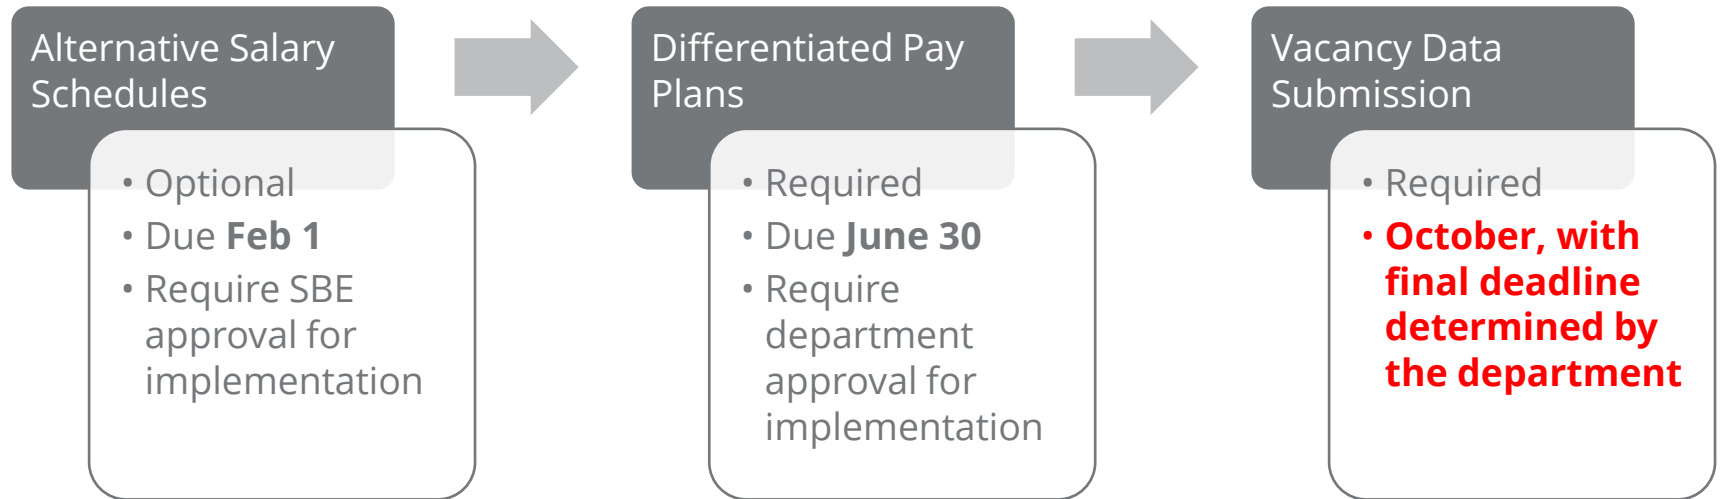 Alternative Salary
Schedules
• Optional
• Due Feb 1
• Require SBE
approval for
implementation
Differentiated Pay
Plans
• Required
• Due June 30
• Require
department
approval for
implementation
Vacancy Data
Submission
• Required
• October, with
final deadline
determined by
the department